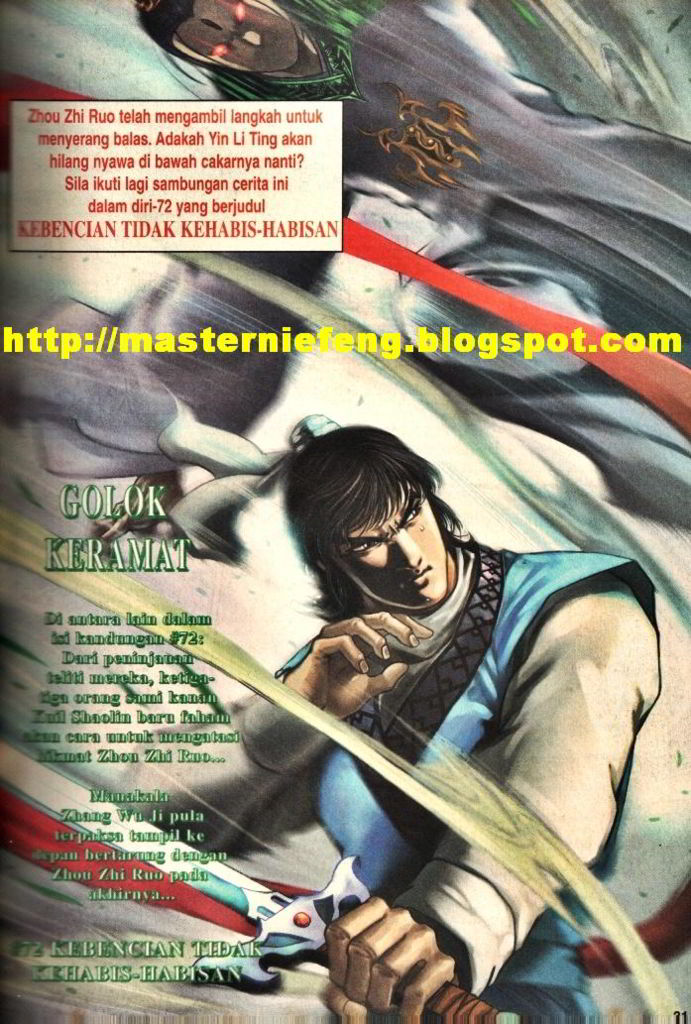 Zhou Zhi Ruo telah mengambil langkah untuk
menyerang balas. Adakah Yin Li Ting akan
hilang nyawa di bawah cakarnya nanti?
Sila ikuti lagi sambungan cerita ini
dalam diri-72 yang berjudul
KEBENCIAN TIDAK KEHABIS-HABISAN
http://masterniefeng.blogspot.com
GOLOK
KERAMAT
Di antara lain dalam
isi kandungan #72:
Dari peninjauan
teliti mereka, ketiga-
tiga orang sami kanan
Kuil Shaolin baru faham
akan cara untuk mengatasi
hikmat Zhou Zhi Ruo...
Manakala
Zhang Wu Ji pula
terpaksa tampil ke
depan bertarung dengan
Zhou Zhi Ruo pada
akhirnya...
#72 KEBENCIAN TIDAK
KEHABIS-HABISAN
31